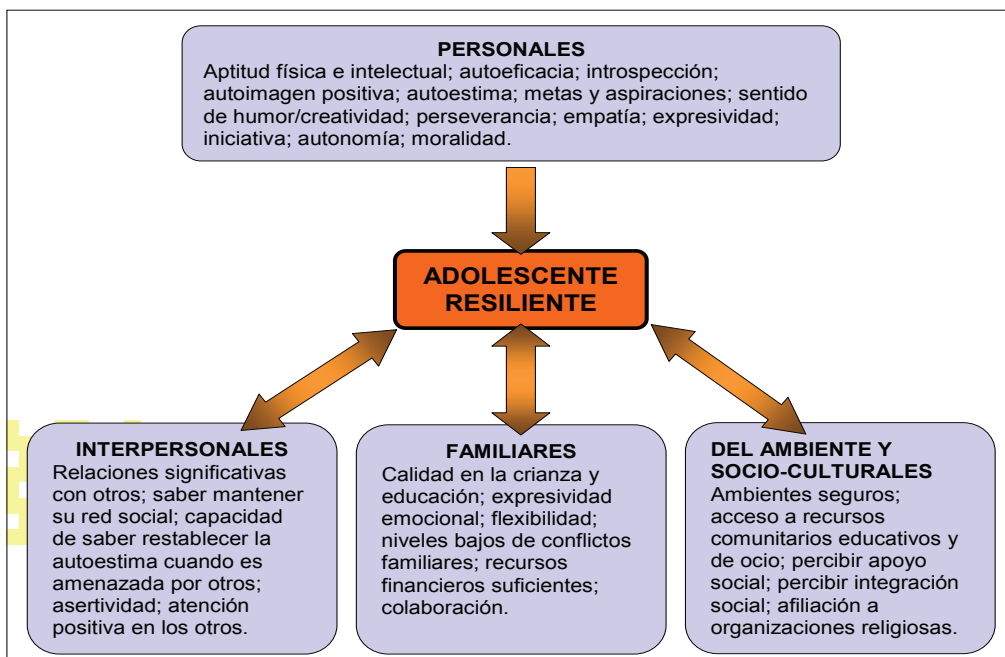 PERSONALES
Aptitud física e intelectual; autoeficacia; introspección;
autoimagen positiva; autoestima; metas y aspiraciones; sentido
de humor/creatividad; perseverancia; empatía; expresividad;
iniciativa; autonomía; moralidad.
ADOLESCENTE
RESILIENTE
INTERPERSONALES
Relaciones significativas
con otros; saber mantener
su red social; capacidad
de saber restablecer la
autoestima cuando es
amenazada por otros;
asertividad; atención
positiva en los otros.
FAMILIARES
Calidad en la crianza y
educación; expresividad
emocional; flexibilidad;
niveles bajos de conflictos
familiares; recursos
financieros suficientes;
colaboración.
DEL AMBIENTE Y
SOCIO-CULTURALES
Ambientes seguros;
acceso a recursos
comunitarios educativos y
de ocio; percibir apoyo
social; percibir integración
social; afiliación a
organizaciones religiosas.